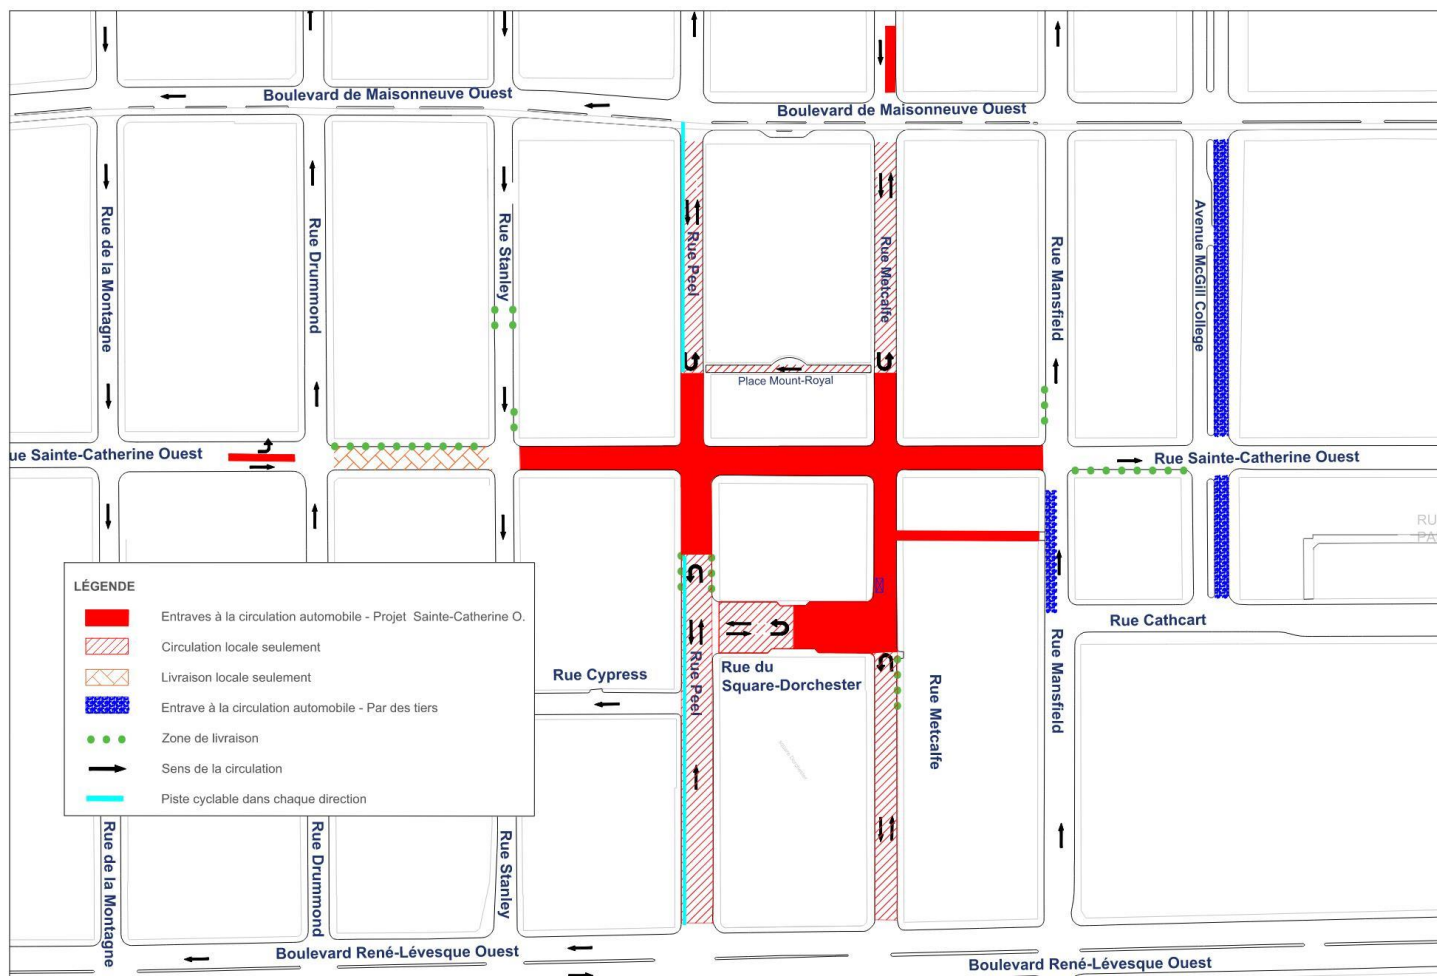 Boulevard de Maisonneuve Ouest
Boulevard de Maisonneuve Ouest
Rue de la Montagne
Rue Drummond
Rue Stanley
Rue Peel
Rue Metcalfe
Rue Mansfield
Avenue McGill College
Place Mount-Royal
ue Sainte-Catherine Ouest
Rue Sainte-Catherine Ouest
RU
PA
LÉGENDE
Entraves à la circulation automobile - Projet Sainte-Catherine O.
Circulation locale seulement
Livraison locale seulement
Entrave à la circulation automobile - Par des tiers
Zone de livraison
Sens de la circulation
Piste cyclable dans chaque direction
Rue Cathcart
Rue Cypress
Rue Peel
Rue du
Square-Dorchester
Rue Metcalfe
Rue Mansfield
Rue de la Montagne
Rue Drummond
Rue Stanley
Boulevard René-Lévesque Ouest
Boulevard René-Lévesque Ouest